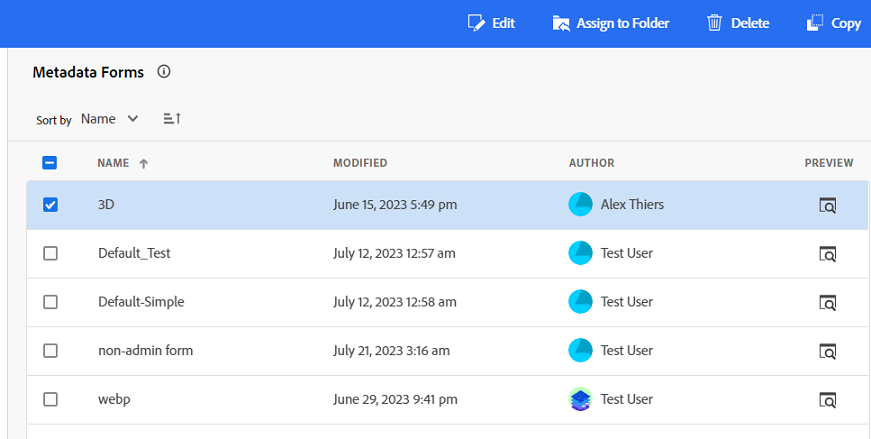 Edit Assign to Folder Delete Copy
Metadata Forms
Sort by Name
NAME MODIFIED AUTHOR PREVIEW
3D June 15, 2023 5:49 pm Alex Thiers
Default_Test July 12, 2023 12:57 am Test User
Default-Simple July 12, 2023 12:58 am Test User
non-admin form July 21, 2023 3:16 am Test User
webp June 29, 2023 9:41 pm Test User